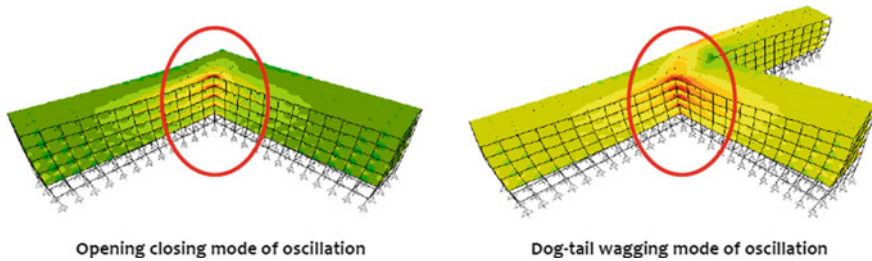 Opening closing mode of oscillation
Dog-tail wagging mode of oscillation